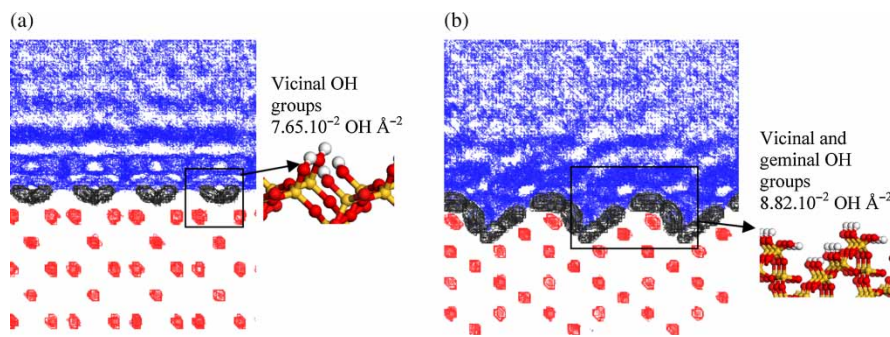 (a)
Vicinal OH
groups
7.65.10⁻² OH Å⁻²
(b)
Vicinal and
geminal OH
groups
8.82.10⁻² OH Å⁻²